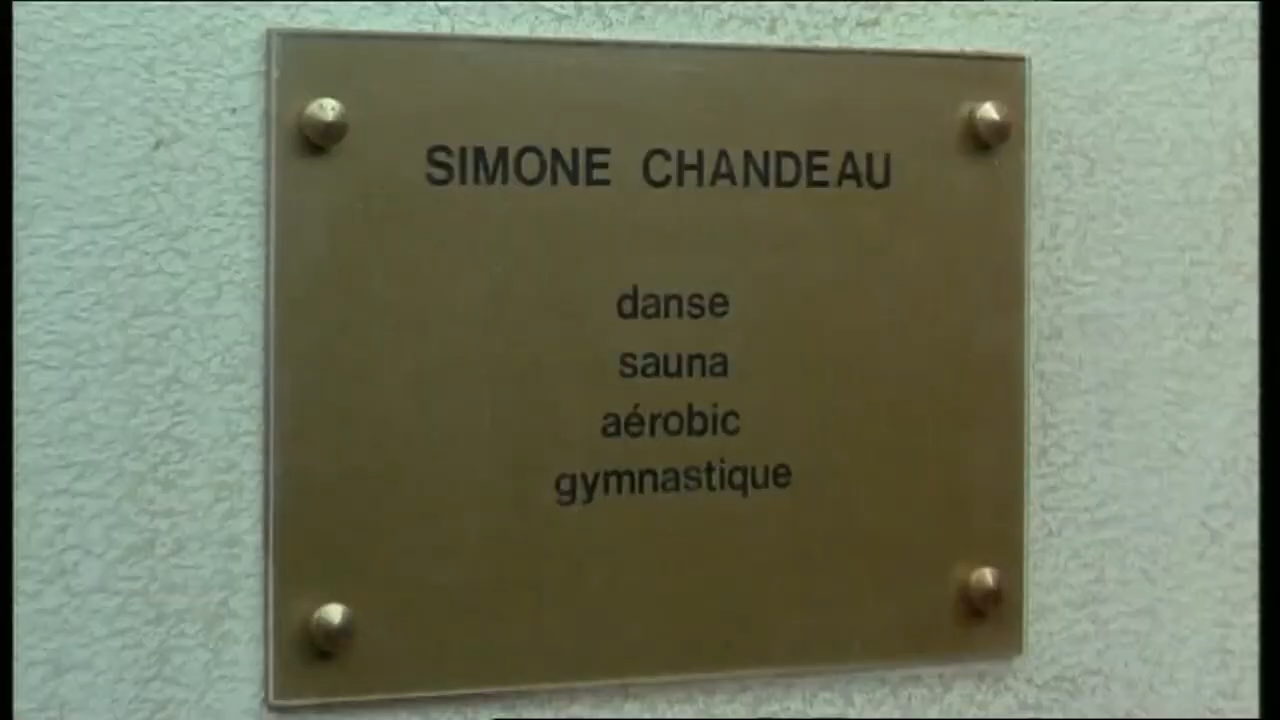 SIMONE CHANDEAU
danse
sauna
aérobic
gymnastique